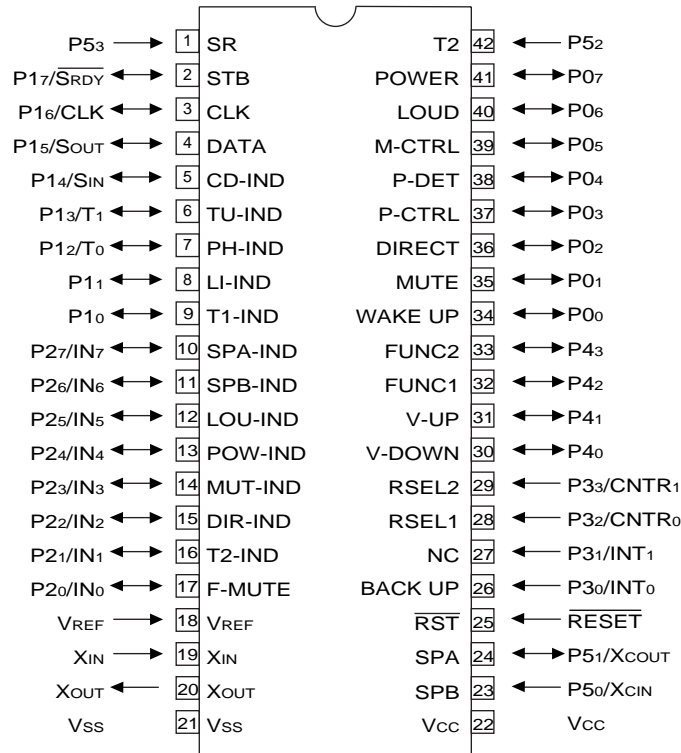 P53 1 SR T2 42 P52
P17/SRDY 2 STB POWER 41 P07
P16/CLK 3 CLK LOUD 40 P06
P15/SOUT 4 DATA M-CTRL 39 P05
P14/SIN 5 CD-IND P-DET 38 P04
P13/T1 6 TU-IND P-CTRL 37 P03
P12/T0 7 PH-IND DIRECT 36 P02
P11 8 LI-IND MUTE 35 P01
P10 9 T1-IND WAKE UP 34 P00
P27/IN7 10 SPA-IND FUNC2 33 P43
P26/IN6 11 SPB-IND FUNC1 32 P42
P25/IN5 12 LOU-IND V-UP 31 P41
P24/IN4 13 POW-IND V-DOWN 30 P40
P23/IN3 14 MUT-IND RSEL2 29 P33/CNTR1
P22/IN2 15 DIR-IND RSEL1 28 P32/CNTR0
P21/IN1 16 T2-IND NC 27 P31/INT1
P20/IN0 17 F-MUTE BACK UP 26 P30/INT0
VREF 18 VREF RST 25 RESET
XIN 19 XIN SPA 24 P51/XCOUT
XOUT 20 XOUT SPB 23 P50/XCIN
VSS 21 VSS VCC 22 VCC